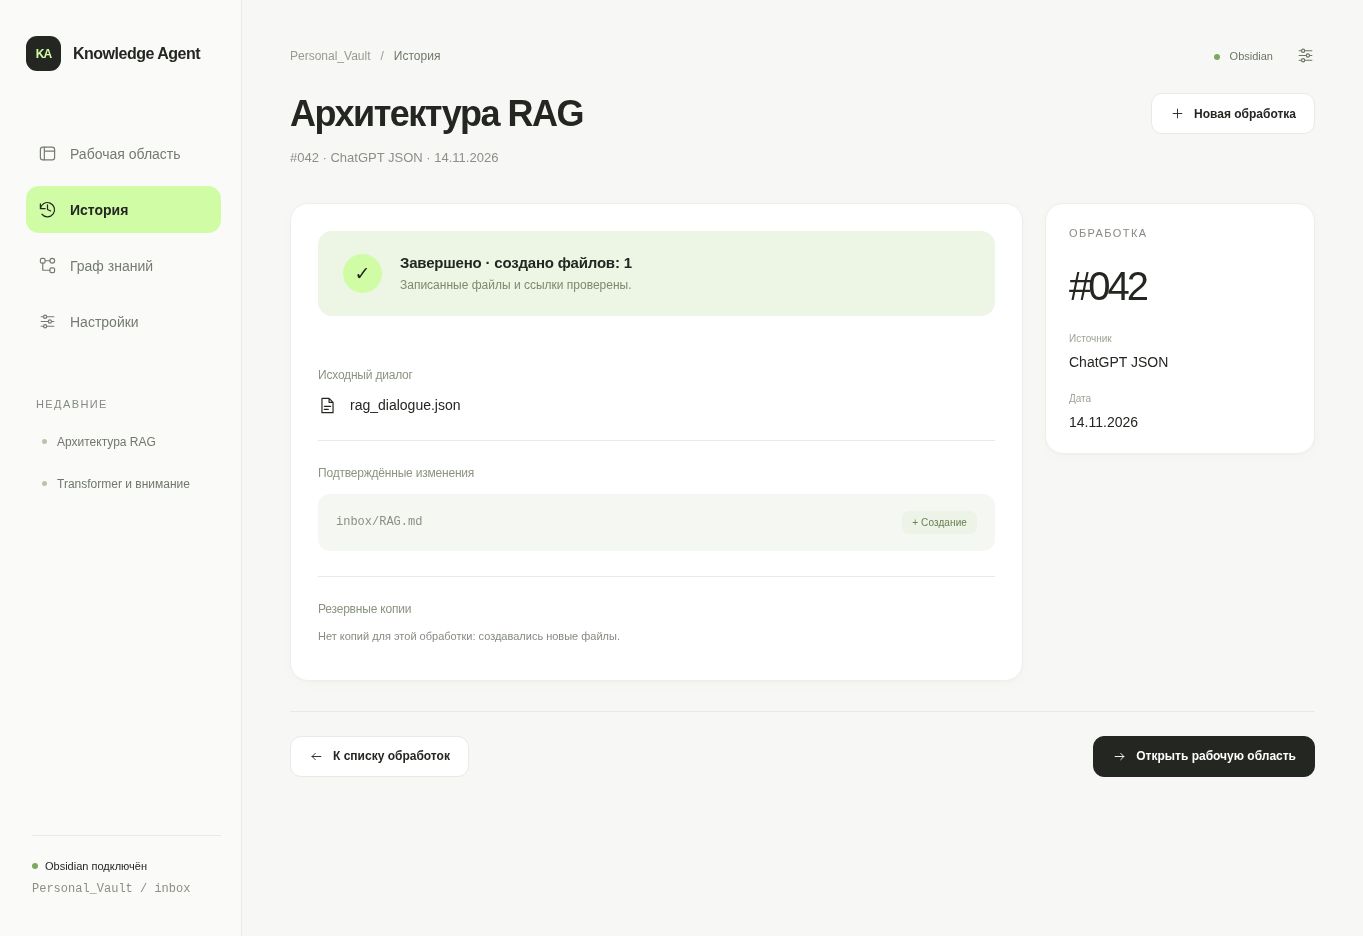 KA
Knowledge Agent
Рабочая область
История
Граф знаний
Настройки
НЕДАВНИЕ
Архитектура RAG
Transformer и внимание
Obsidian подключён
Personal_Vault / inbox
Personal_Vault / История
Obsidian
Архитектура RAG
Новая обработка
#042 · ChatGPT JSON · 14.11.2026
✓
Завершено · создано файлов: 1
Записанные файлы и ссылки проверены.
Исходный диалог
rag_dialogue.json
Подтверждённые изменения
inbox/RAG.md
+ Создание
Резервные копии
Нет копий для этой обработки: создавались новые файлы.
ОБРАБОТКА
#042
Источник
ChatGPT JSON
Дата
14.11.2026
← К списку обработок
→ Открыть рабочую область